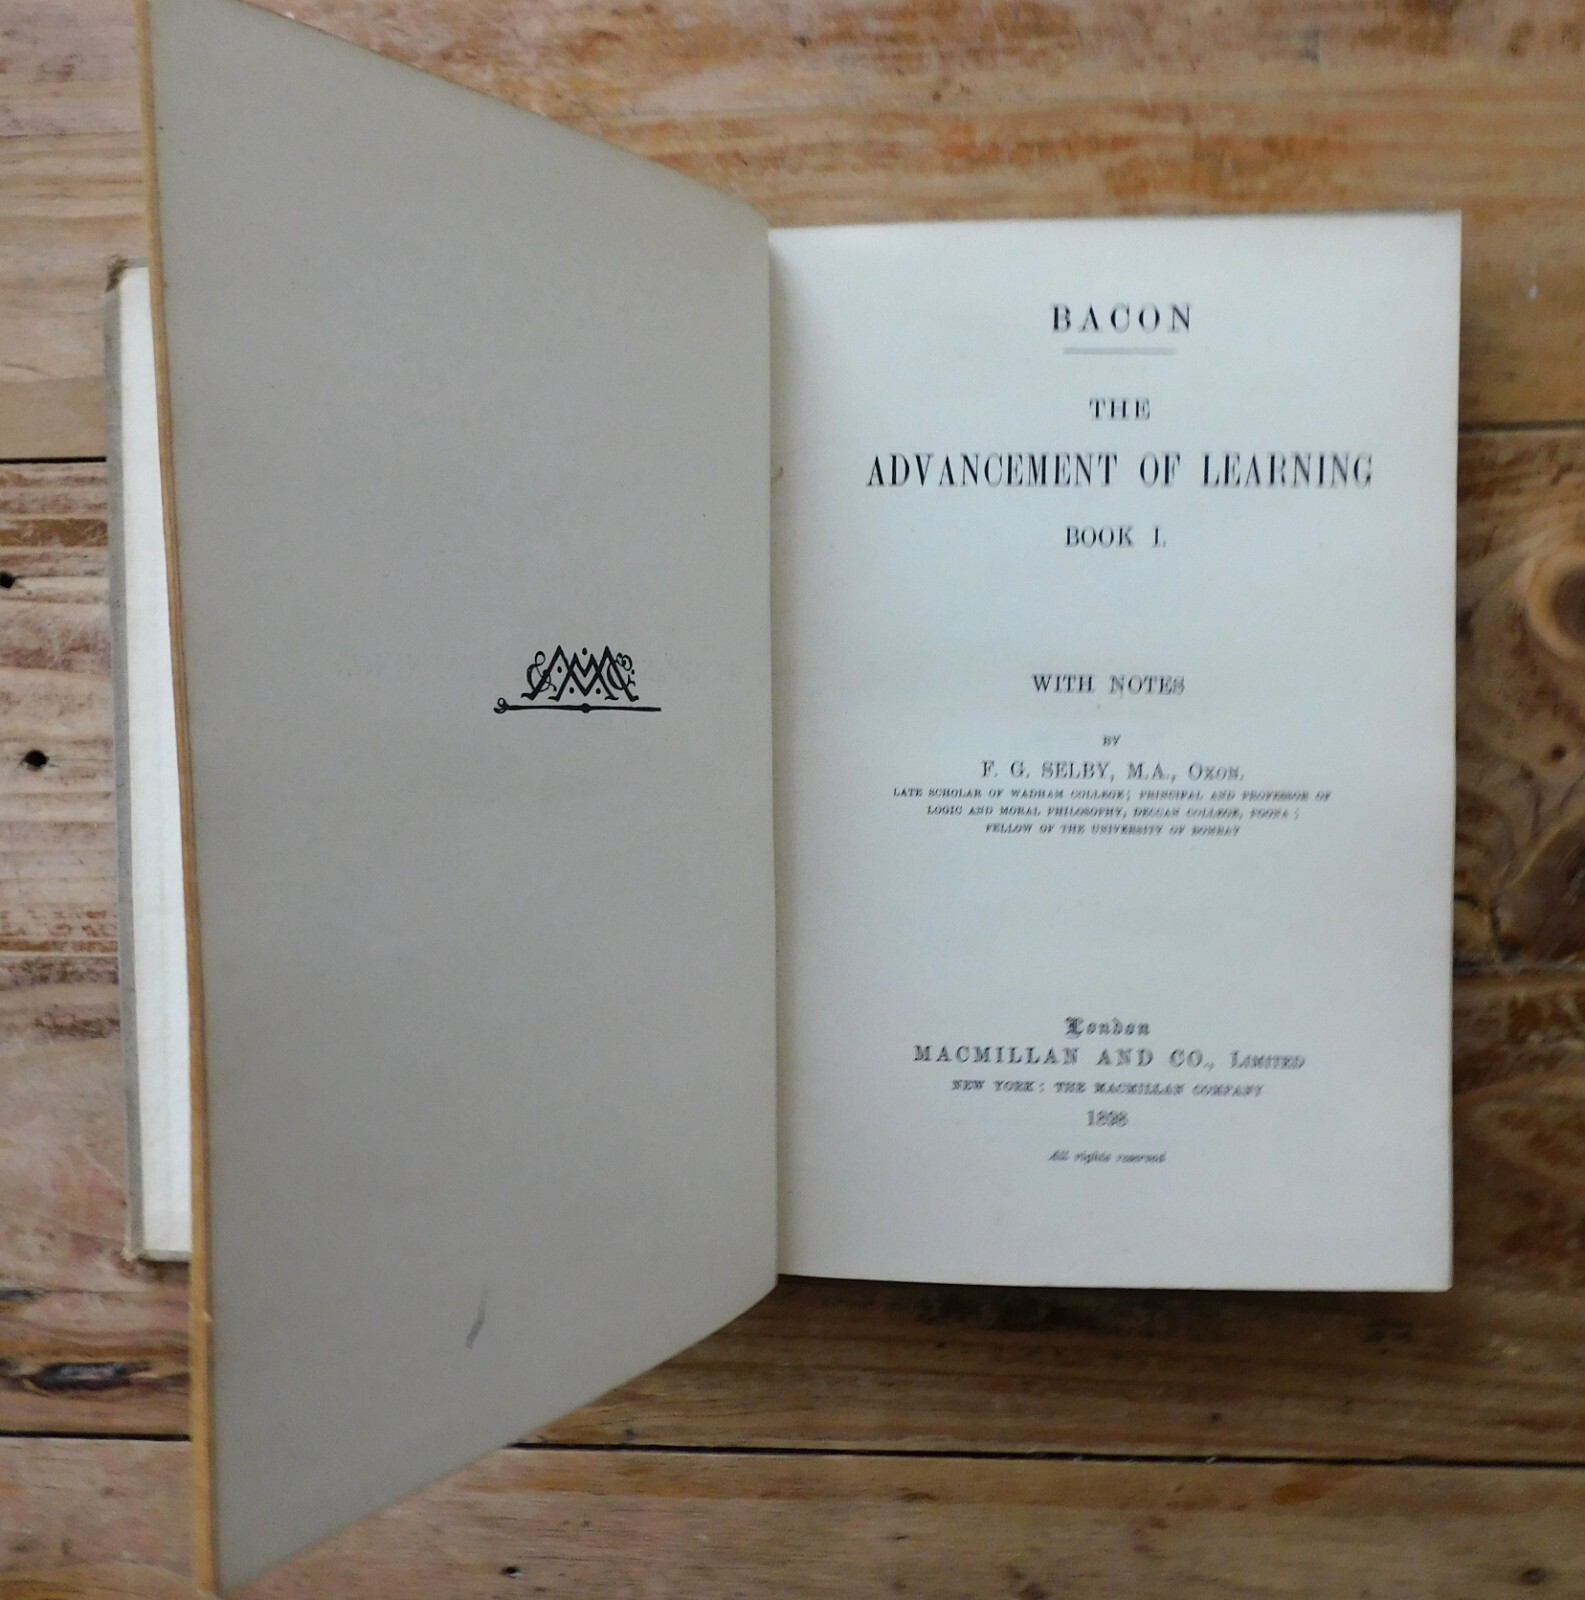 BACON
THE
ADVANCEMENT OF LEARNING
BOOK I.
WITH NOTES
BY
F. G. SELBY, M.A., OXON.
LATE SCHOLAR OF WADHAM COLLEGE; PRINCIPAL AND PROFESSOR OF
LOGIC AND MORAL PHILOSOPHY, DECCAN COLLEGE, POONA;
FELLOW OF THE UNIVERSITY OF BOMBAY
London
MACMILLAN AND CO., LIMITED
NEW YORK: THE MACMILLAN COMPANY
1898
All rights reserved